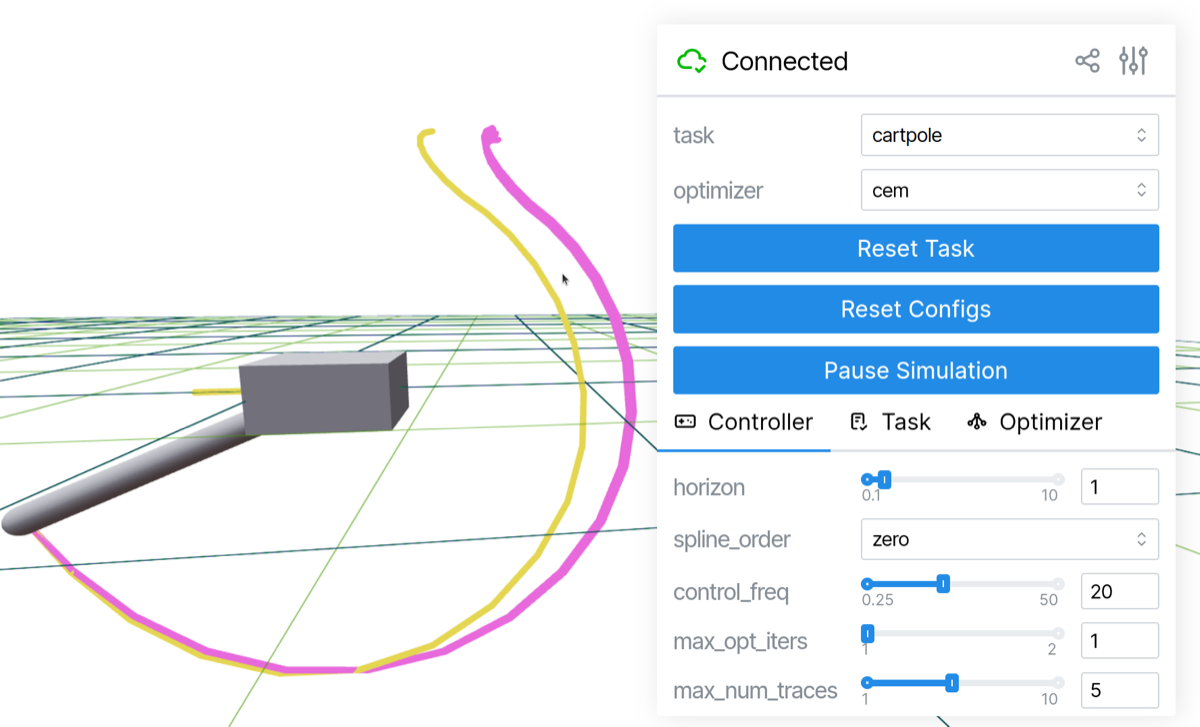 Connected
task cartpole
optimizer cem
Reset Task
Reset Configs
Pause Simulation
Controller Task Optimizer
horizon 0.1 10 1
spline_order zero
control_freq 0.25 50 20
max_opt_iters 1 2 1
max_num_traces 1 10 5